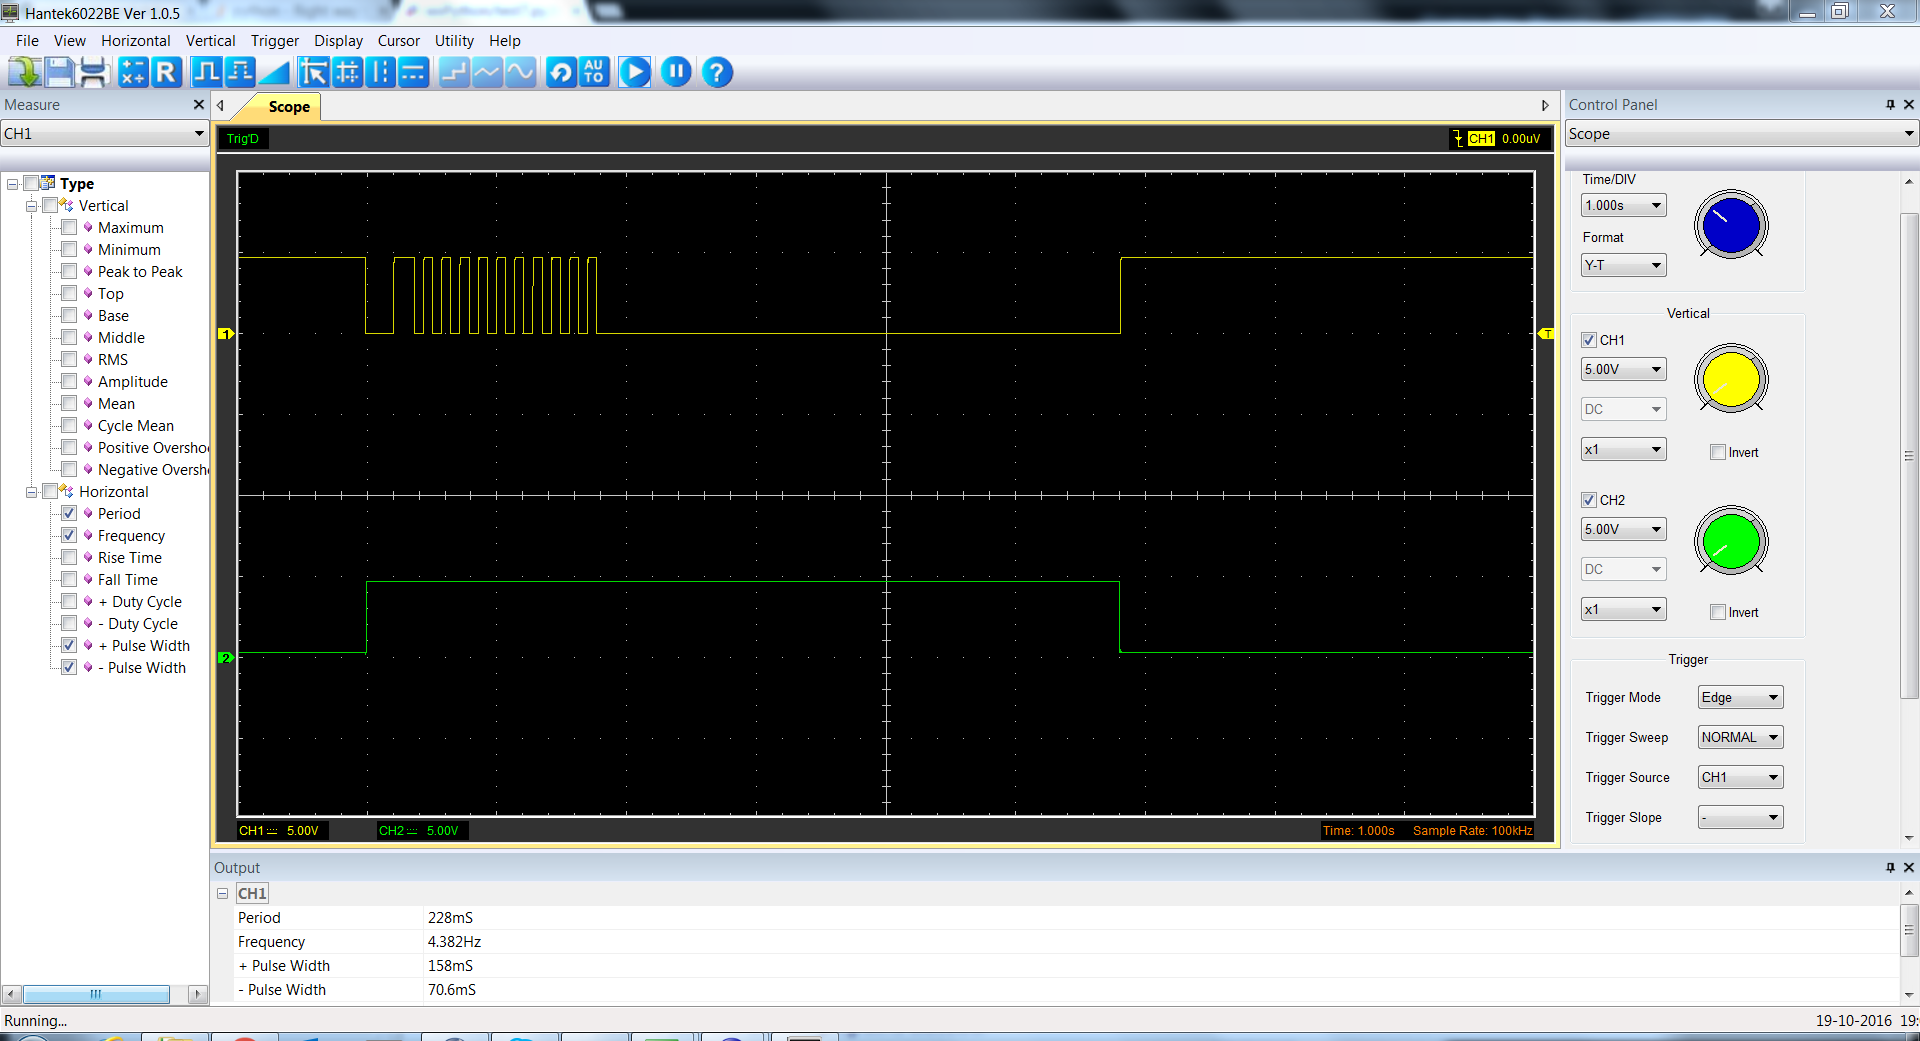 Hantek6022BE Ver 1.0.5
File View Horizontal Vertical Trigger Display Cursor Utility Help
R AU TO ?
Measure
CH1
Type
Vertical
Maximum
Minimum
Peak to Peak
Top
Base
Middle
RMS
Amplitude
Mean
Cycle Mean
Positive Oversho
Negative Oversh
Horizontal
Period
Frequency
Rise Time
Fall Time
+ Duty Cycle
- Duty Cycle
+ Pulse Width
- Pulse Width
Scope
Trig'D
CH1 0.00uV
1
T
2
CH1 5.00V CH2 5.00V Time: 1.000s Sample Rate: 100kHz
Control Panel
Scope
Time/DIV
1.000s
Format
Y-T
Vertical
CH1
5.00V
DC
x1
Invert
CH2
5.00V
DC
x1
Invert
Trigger
Trigger Mode Edge
Trigger Sweep NORMAL
Trigger Source CH1
Trigger Slope -
Output
CH1
Period 228mS
Frequency 4.382Hz
+ Pulse Width 158mS
- Pulse Width 70.6mS
Running...
19-10-2016 19: